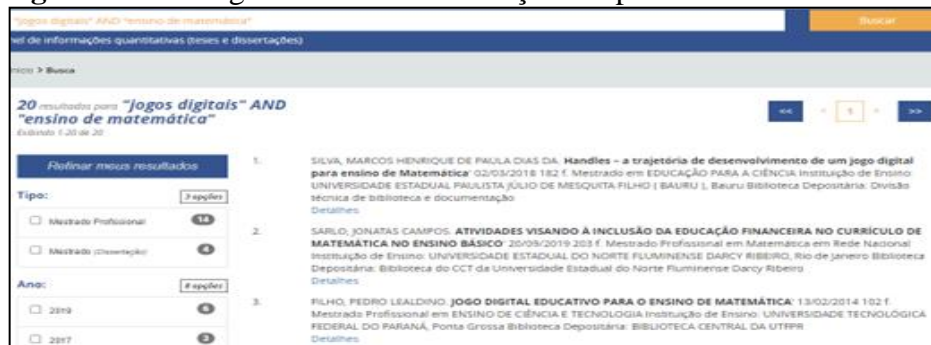 "jogos digitais" AND "ensino de matemática"
Buscar
nel de informações quantitativas (teses e dissertações)
Início > Busca
20 resultados para "jogos digitais" AND
"ensino de matemática"
Exibindo 1-20 de 20
<< < 1 > >>
Refinar meus resultados
Tipo: 3 opções
Mestrado Profissional 14
Mestrado (Dissertação) 4
Ano: 8 opções
2019 6
2017 3
1. SILVA, MARCOS HENRIQUE DE PAULA DIAS DA. Handles – a trajetória de desenvolvimento de um jogo digital
para ensino de Matemática' 02/03/2018 182 f. Mestrado em EDUCAÇÃO PARA A CIÊNCIA Instituição de Ensino:
UNIVERSIDADE ESTADUAL PAULISTA JÚLIO DE MESQUITA FILHO ( BAURU ), Bauru Biblioteca Depositária: Divisão
técnica de biblioteca e documentação
Detalhes
2. SARLO, JONATAS CAMPOS. ATIVIDADES VISANDO À INCLUSÃO DA EDUCAÇÃO FINANCEIRA NO CURRÍCULO DE
MATEMÁTICA NO ENSINO BÁSICO' 20/09/2019 203 f. Mestrado Profissional em Matemática em Rede Nacional
Instituição de Ensino: UNIVERSIDADE ESTADUAL DO NORTE FLUMINENSE DARCY RIBEIRO, Rio de Janeiro Biblioteca
Depositária: Biblioteca do CCT da Universidade Estadual do Norte Fluminense Darcy Ribeiro
Detalhes
3. FILHO, PEDRO LEALDINO. JOGO DIGITAL EDUCATIVO PARA O ENSINO DE MATEMÁTICA' 13/02/2014 102 f.
Mestrado Profissional em ENSINO DE CIÊNCIA E TECNOLOGIA Instituição de Ensino: UNIVERSIDADE TECNOLÓGICA
FEDERAL DO PARANÁ, Ponta Grossa Biblioteca Depositária: BIBLIOTECA CENTRAL DA UTFPR
Detalhes